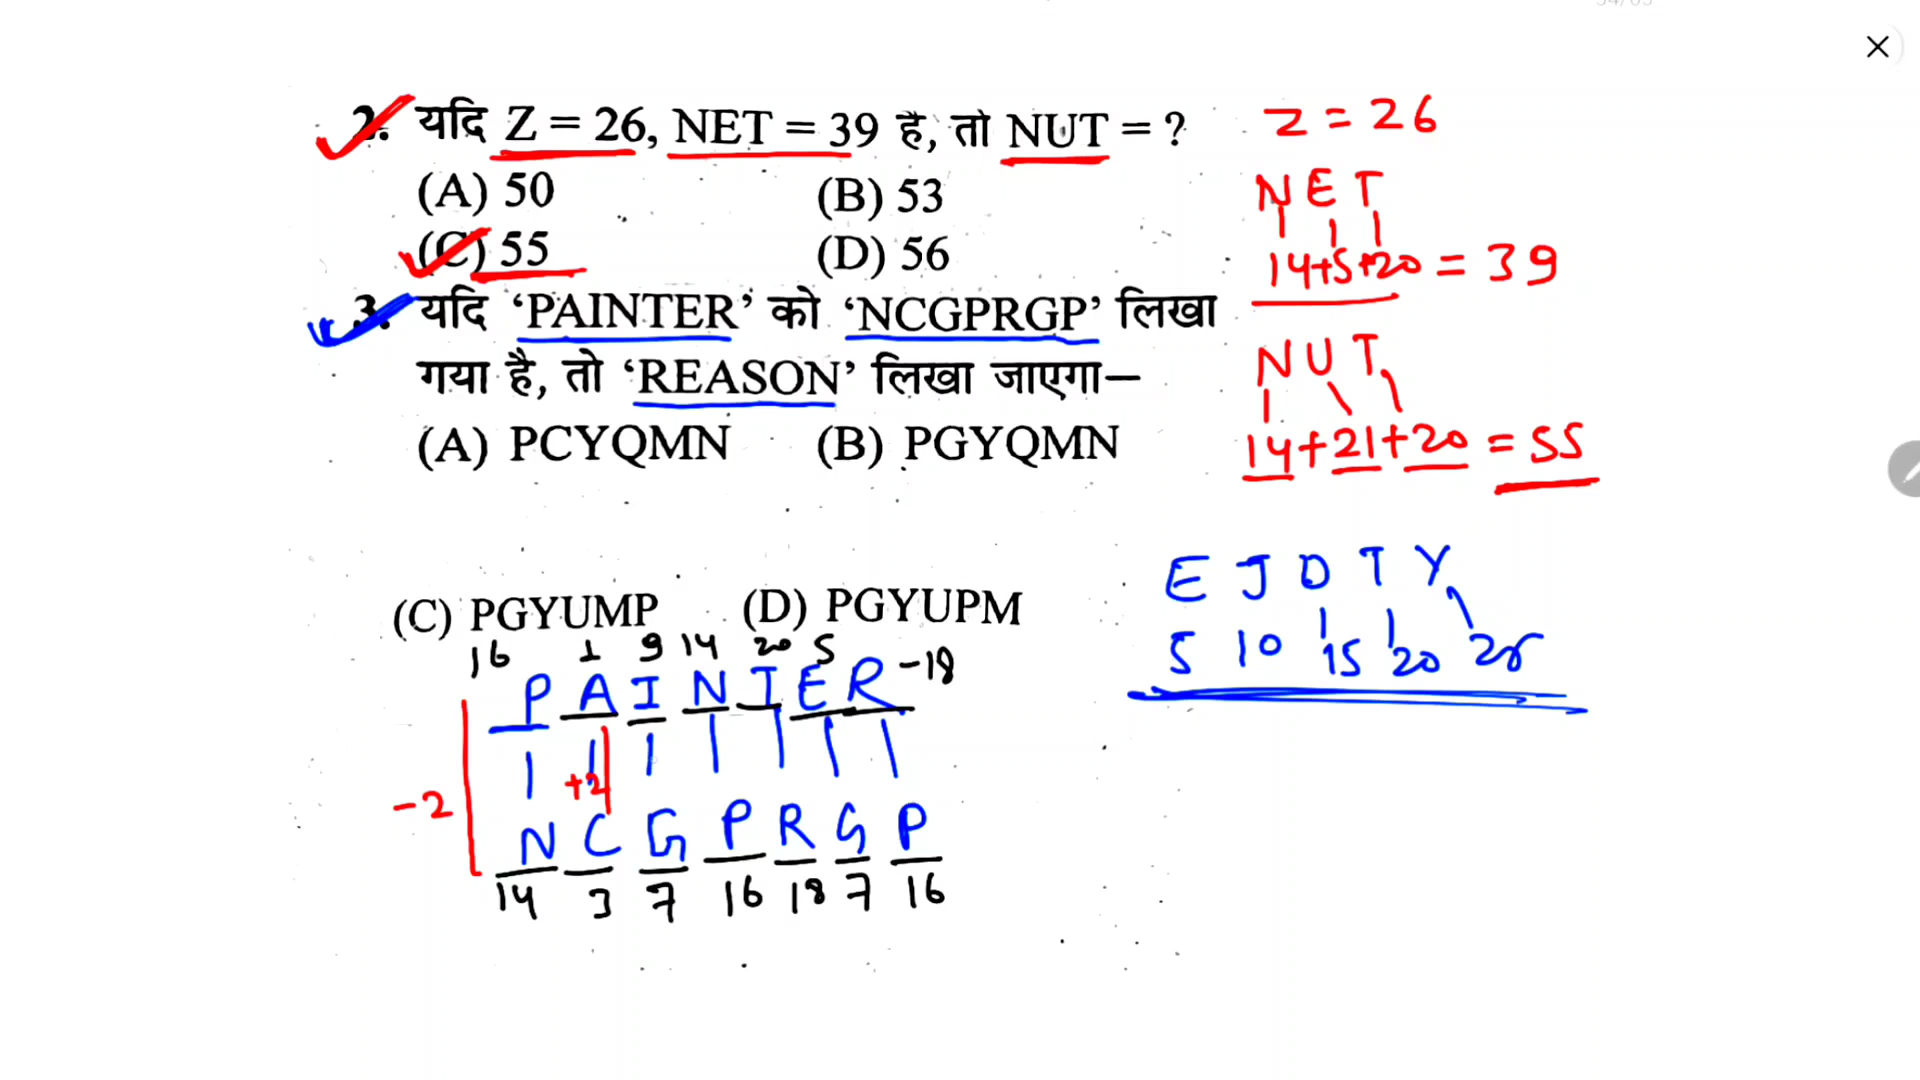 2. यदि Z = 26, NET = 39 है, तो NUT = ?
(A) 50 (B) 53
(C) 55 (D) 56
3. यदि ‘PAINTER’ को ‘NCGPRGP’ लिखा
गया है, तो ‘REASON’ लिखा जाएगा—
(A) PCYQMN (B) PGYQMN
(C) PGYUMP (D) PGYUPM
16 1 9 14 20 5
P A I N T E R -18
-2 +2
N C G P R G P
14 3 7 16 18 7 16
Z = 26
N E T
14+5+20 = 39
N U T
14+21+20 = 55
E J O T Y
5 10 15 20 25